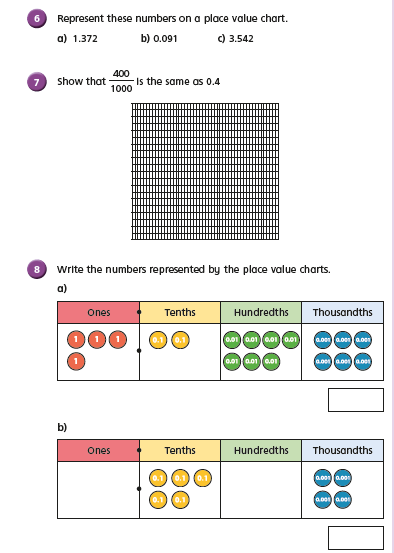 6 Represent these numbers on a place value chart.
a) 1.372 b) 0.091 c) 3.542
7 Show that 400/1000 is the same as 0.4
8 Write the numbers represented by the place value charts.
a)
Ones Tenths Hundredths Thousandths
1 1 1 0.1 0.1 0.01 0.01 0.01 0.01 0.001 0.001 0.001
1 0.01 0.01 0.01 0.001 0.001 0.001
b)
Ones Tenths Hundredths Thousandths
0.1 0.1 0.1 0.001 0.001
0.1 0.1 0.001 0.001